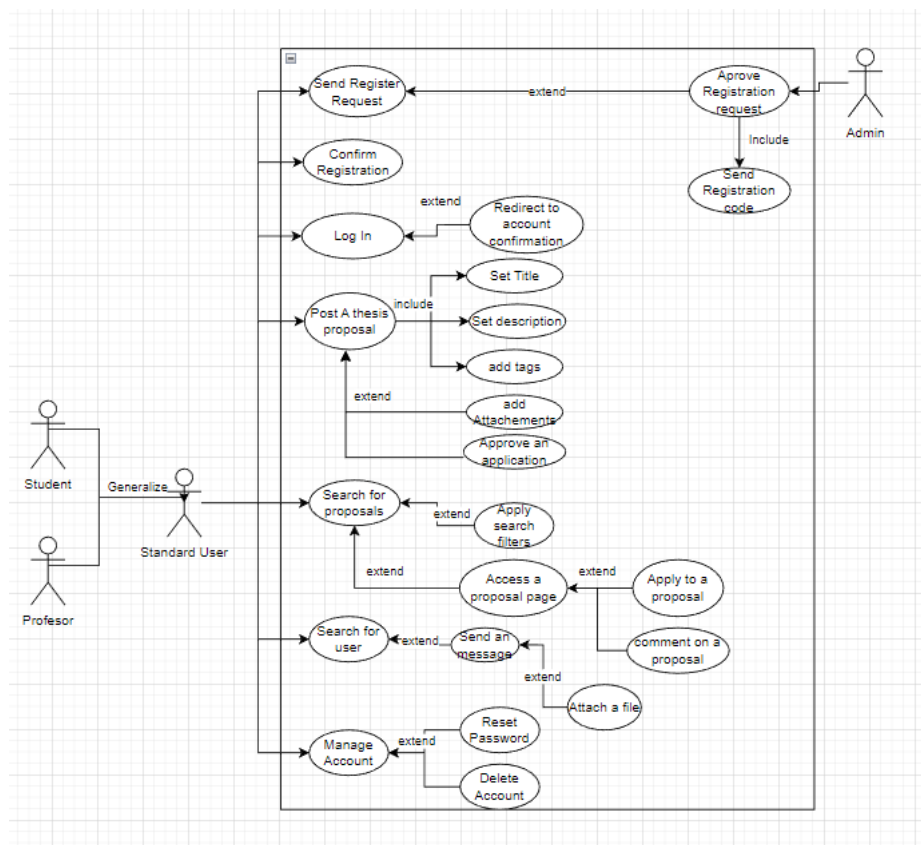 Send Register
Request
extend
Aprove
Registration
request
Admin
Include
Send
Registration
code
Confirm
Registration
extend
Redirect to
account
confirmation
Log In
Set Title
include
Post A thesis
proposal
Set description
add tags
extend
add
Attachements
Approve an
application
Student
Generalize
Standard User
Profesor
Search for
proposals
extend
Apply
search
filters
extend
Access a
proposal page
extend
Apply to a
proposal
comment on a
proposal
Search for
user
extend
Send an
message
extend
Attach a file
Manage
Account
extend
Reset
Password
Delete
Account